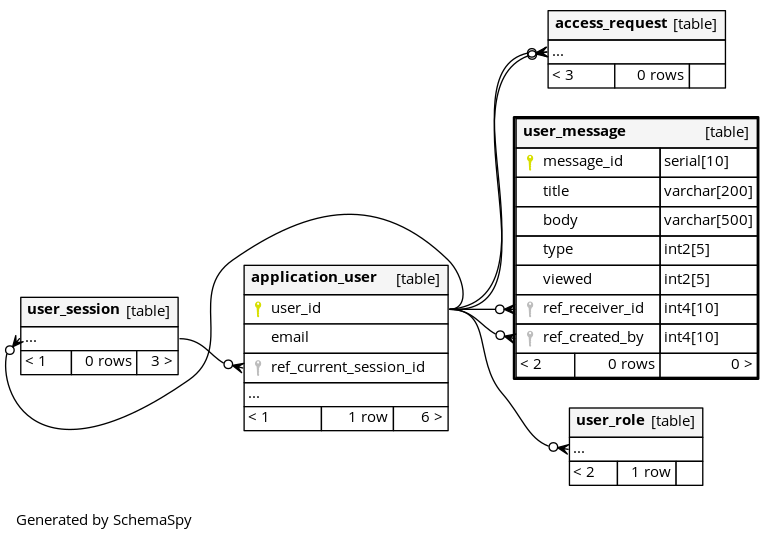 access_request [table]
...
< 3 0 rows
user_message [table]
message_id serial[10]
title varchar[200]
body varchar[500]
type int2[5]
viewed int2[5]
ref_receiver_id int4[10]
ref_created_by int4[10]
< 2 0 rows 0 >
application_user [table]
user_id
email
ref_current_session_id
...
< 1 1 row 6 >
user_session [table]
...
< 1 0 rows 3 >
user_role [table]
...
< 2 1 row
Generated by SchemaSpy